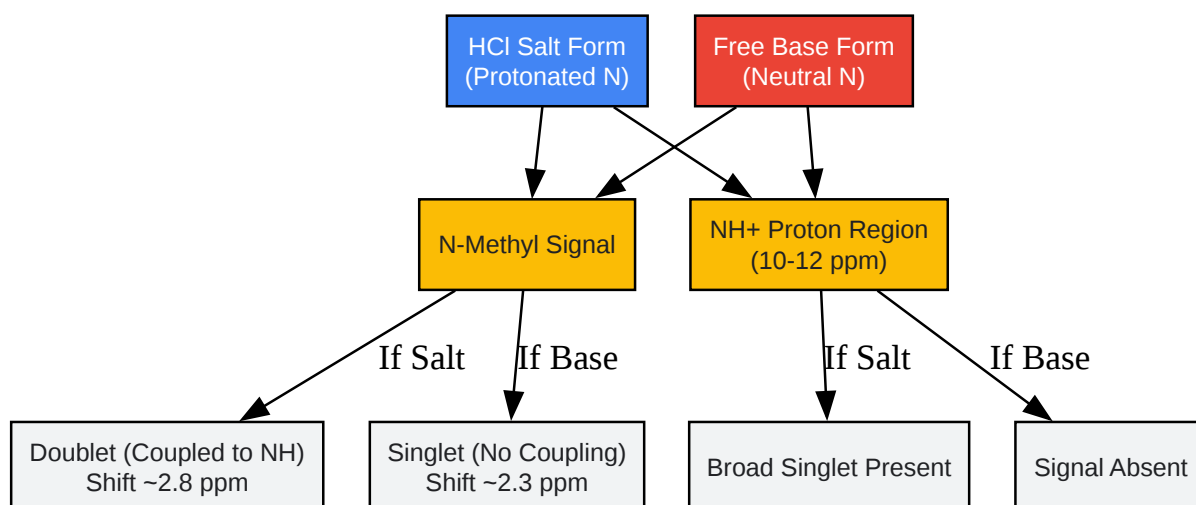 HCl Salt Form
(Protonated N)
Free Base Form
(Neutral N)
N-Methyl Signal
NH+ Proton Region
(10-12 ppm)
If Salt
If Base
If Salt
If Base
Doublet (Coupled to NH)
Shift ~2.8 ppm
Singlet (No Coupling)
Shift ~2.3 ppm
Broad Singlet Present
Signal Absent